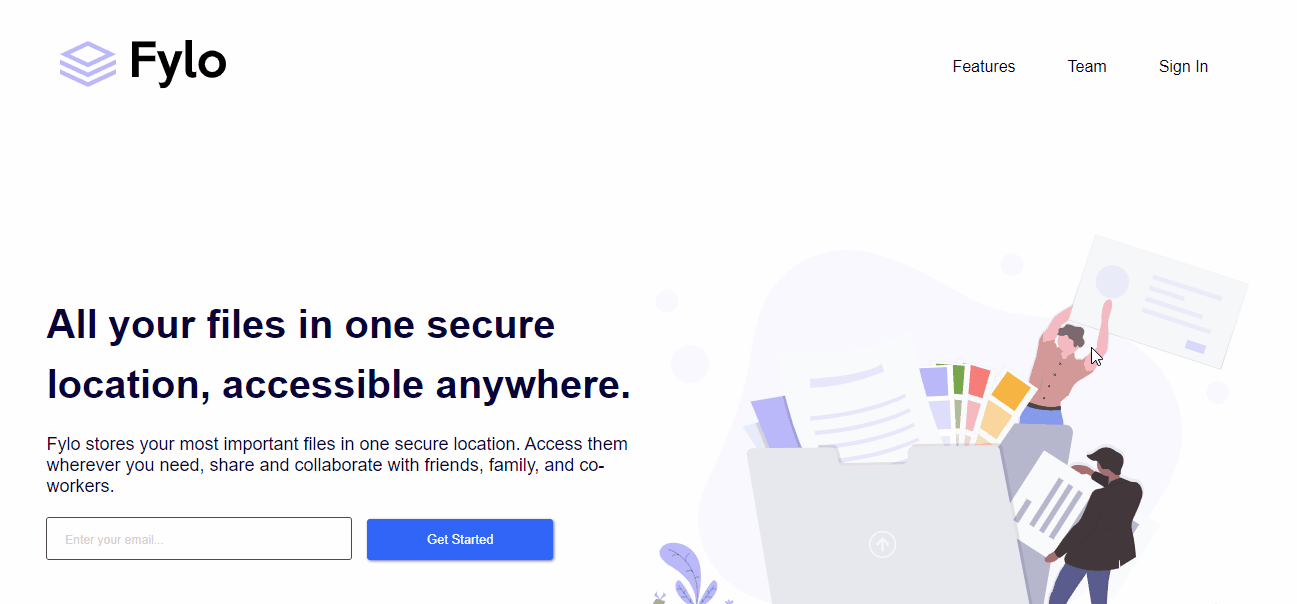 Fylo
Features
Team
Sign In
All your files in one secure
location, accessible anywhere.
Fylo stores your most important files in one secure location. Access them
wherever you need, share and collaborate with friends, family, and co-
workers.
Enter your email...
Get Started